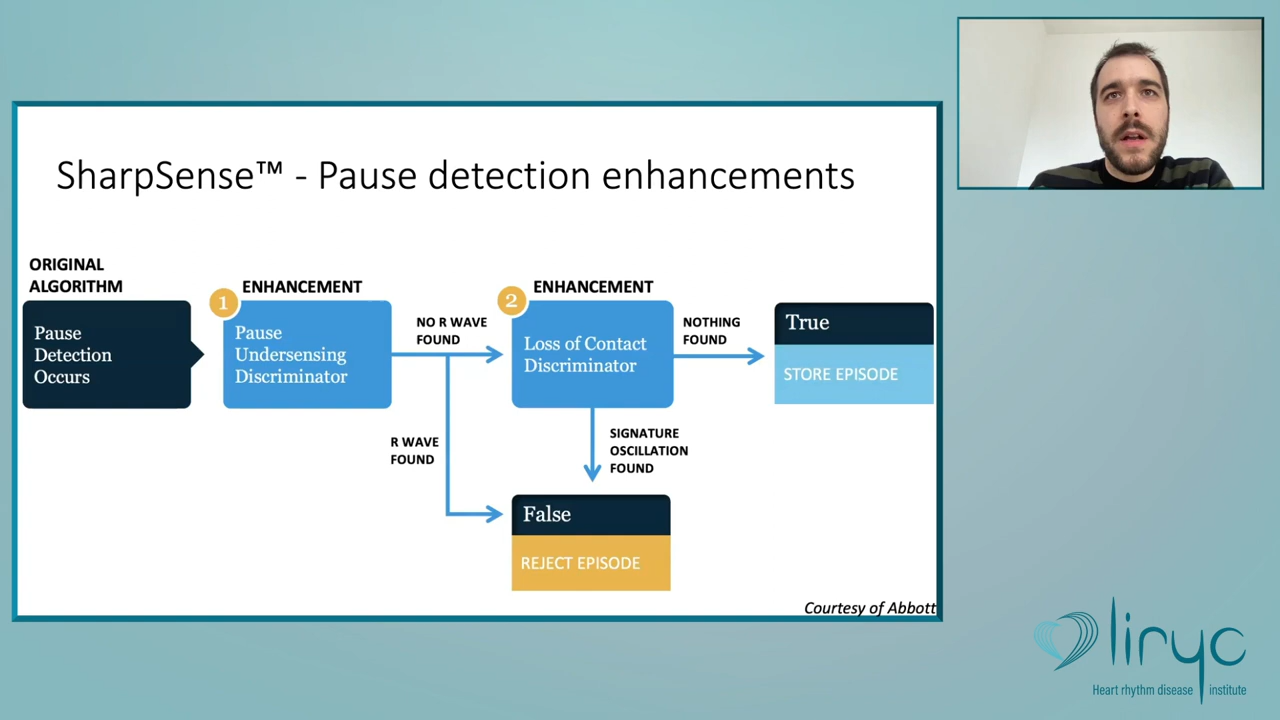 SharpSense™ - Pause detection enhancements
ORIGINAL
ALGORITHM
Pause
Detection
Occurs
1
ENHANCEMENT
Pause
Undersensing
Discriminator
NO R WAVE
FOUND
R WAVE
FOUND
2
ENHANCEMENT
Loss of Contact
Discriminator
NOTHING
FOUND
True
STORE EPISODE
SIGNATURE
OSCILLATION
FOUND
False
REJECT EPISODE
Courtesy of Abbott
liryc
Heart rhythm disease institute